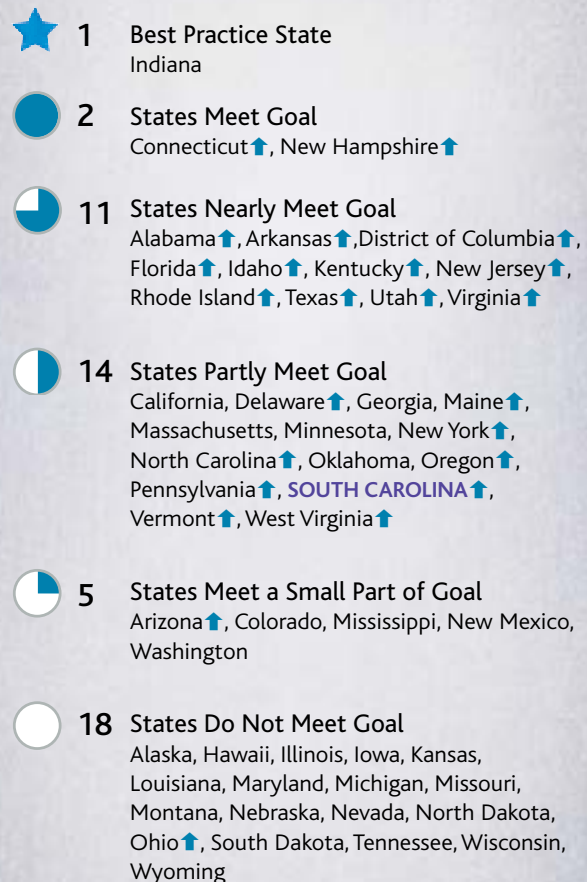 1 Best Practice State
Indiana
2 States Meet Goal
Connecticut⬆, New Hampshire⬆
11 States Nearly Meet Goal
Alabama⬆, Arkansas⬆,District of Columbia⬆,
Florida⬆, Idaho⬆, Kentucky⬆, New Jersey⬆,
Rhode Island⬆, Texas⬆, Utah⬆, Virginia⬆
14 States Partly Meet Goal
California, Delaware⬆, Georgia, Maine⬆,
Massachusetts, Minnesota, New York⬆,
North Carolina⬆, Oklahoma, Oregon⬆,
Pennsylvania⬆, SOUTH CAROLINA⬆,
Vermont⬆, West Virginia⬆
5 States Meet a Small Part of Goal
Arizona⬆, Colorado, Mississippi, New Mexico,
Washington
18 States Do Not Meet Goal
Alaska, Hawaii, Illinois, Iowa, Kansas,
Louisiana, Maryland, Michigan, Missouri,
Montana, Nebraska, Nevada, North Dakota,
Ohio⬆, South Dakota, Tennessee, Wisconsin,
Wyoming